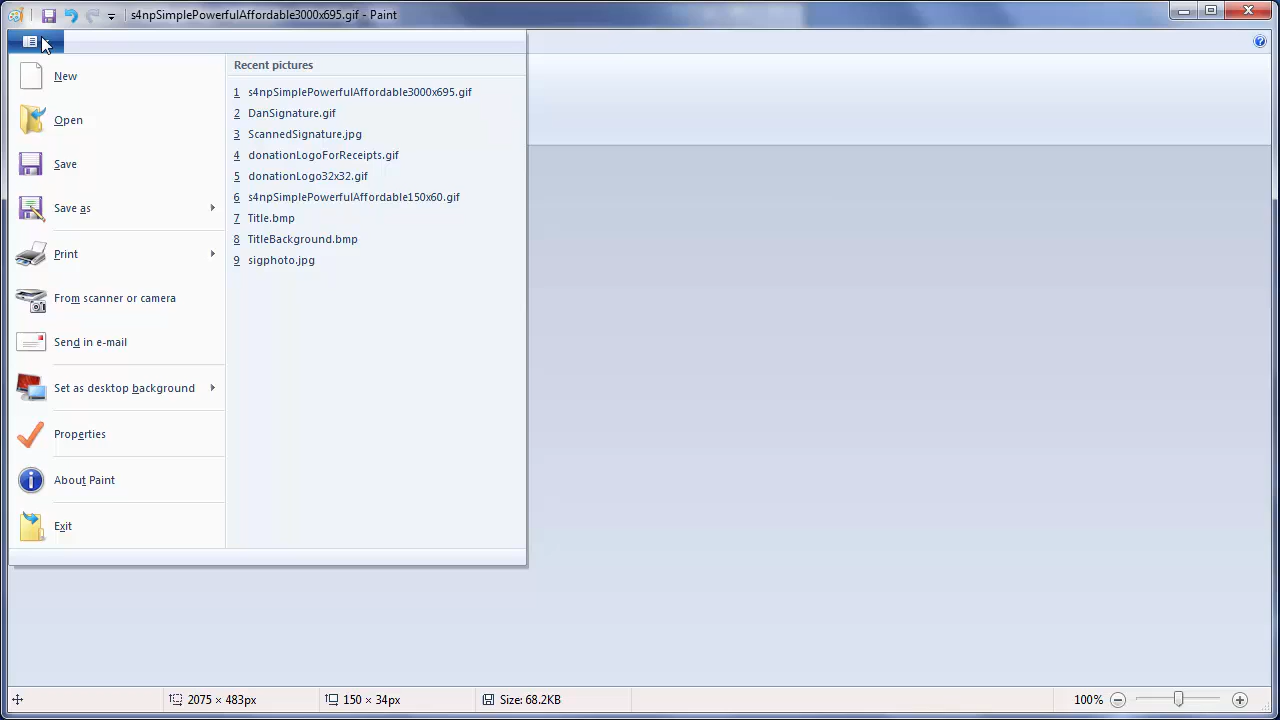 s4npSimplePowerfulAffordable3000x695.gif - Paint
New
Open
Save
Save as
Print
From scanner or camera
Send in e-mail
Set as desktop background
Properties
About Paint
Exit
Recent pictures
1 s4npSimplePowerfulAffordable3000x695.gif
2 DanSignature.gif
3 ScannedSignature.jpg
4 donationLogoForReceipts.gif
5 donationLogo32x32.gif
6 s4npSimplePowerfulAffordable150x60.gif
7 Title.bmp
8 TitleBackground.bmp
9 sigphoto.jpg
2075 × 483px
150 × 34px
Size: 68.2KB
100%